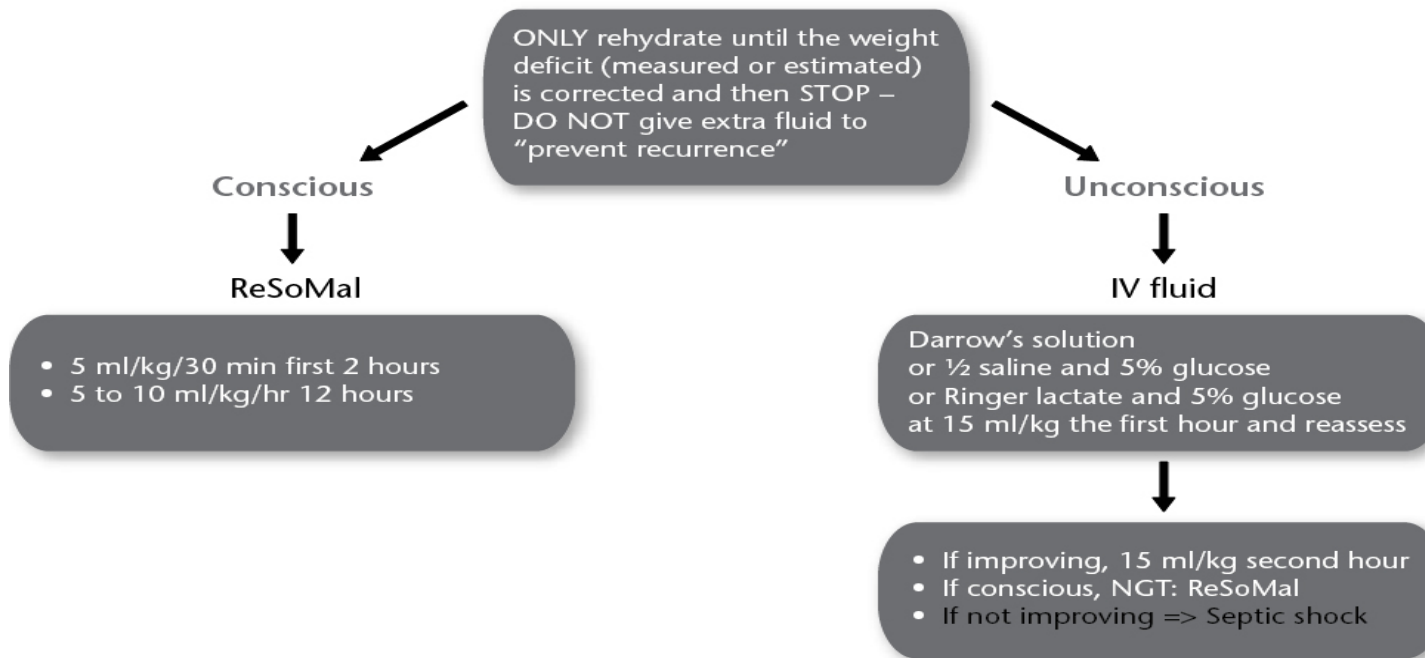 ONLY rehydrate until the weight
deficit (measured or estimated)
is corrected and then STOP –
DO NOT give extra fluid to
“prevent recurrence”
Conscious
Unconscious
ReSoMal
IV fluid
• 5 ml/kg/30 min first 2 hours
• 5 to 10 ml/kg/hr 12 hours
Darrow’s solution
or ½ saline and 5% glucose
or Ringer lactate and 5% glucose
at 15 ml/kg the first hour and reassess
• If improving, 15 ml/kg second hour
• If conscious, NGT: ReSoMal
• If not improving => Septic shock